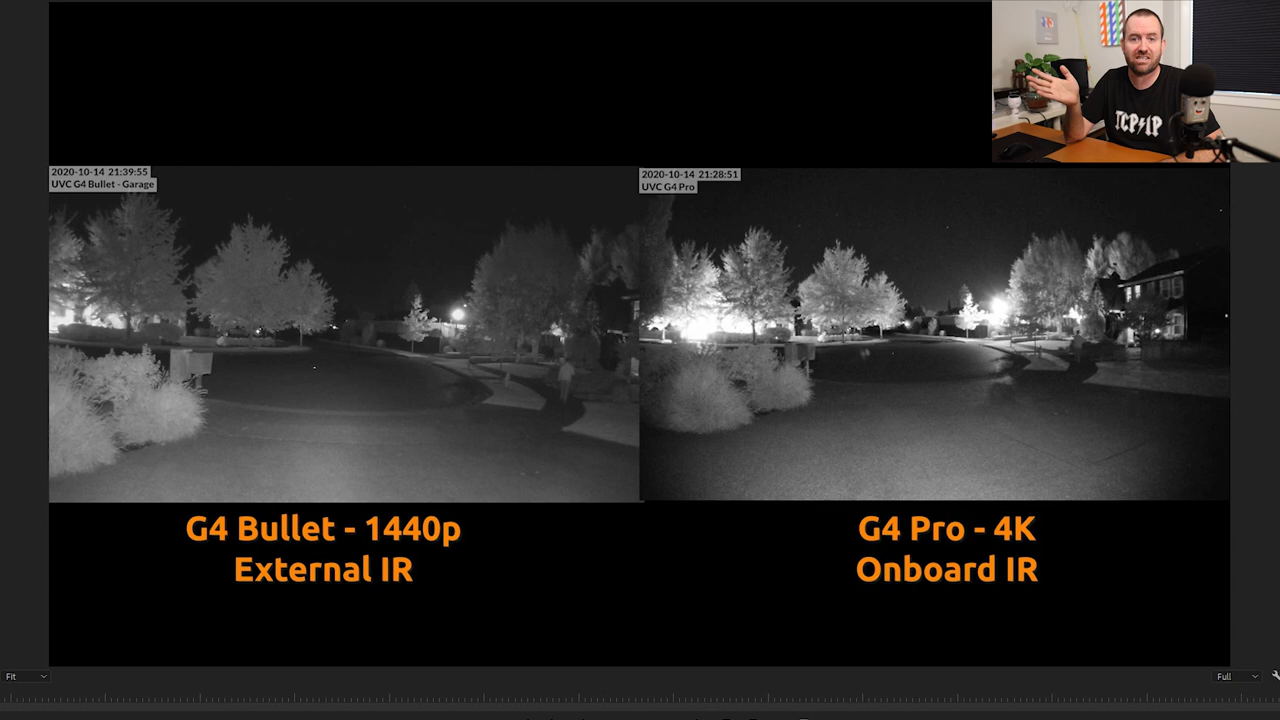 TCP/IP
2020-10-14 21:39:55
UVC G4 Bullet - Garage
2020-10-14 21:28:51
UVC G4 Pro
G4 Bullet - 1440p
External IR
G4 Pro - 4K
Onboard IR
Fit
Full